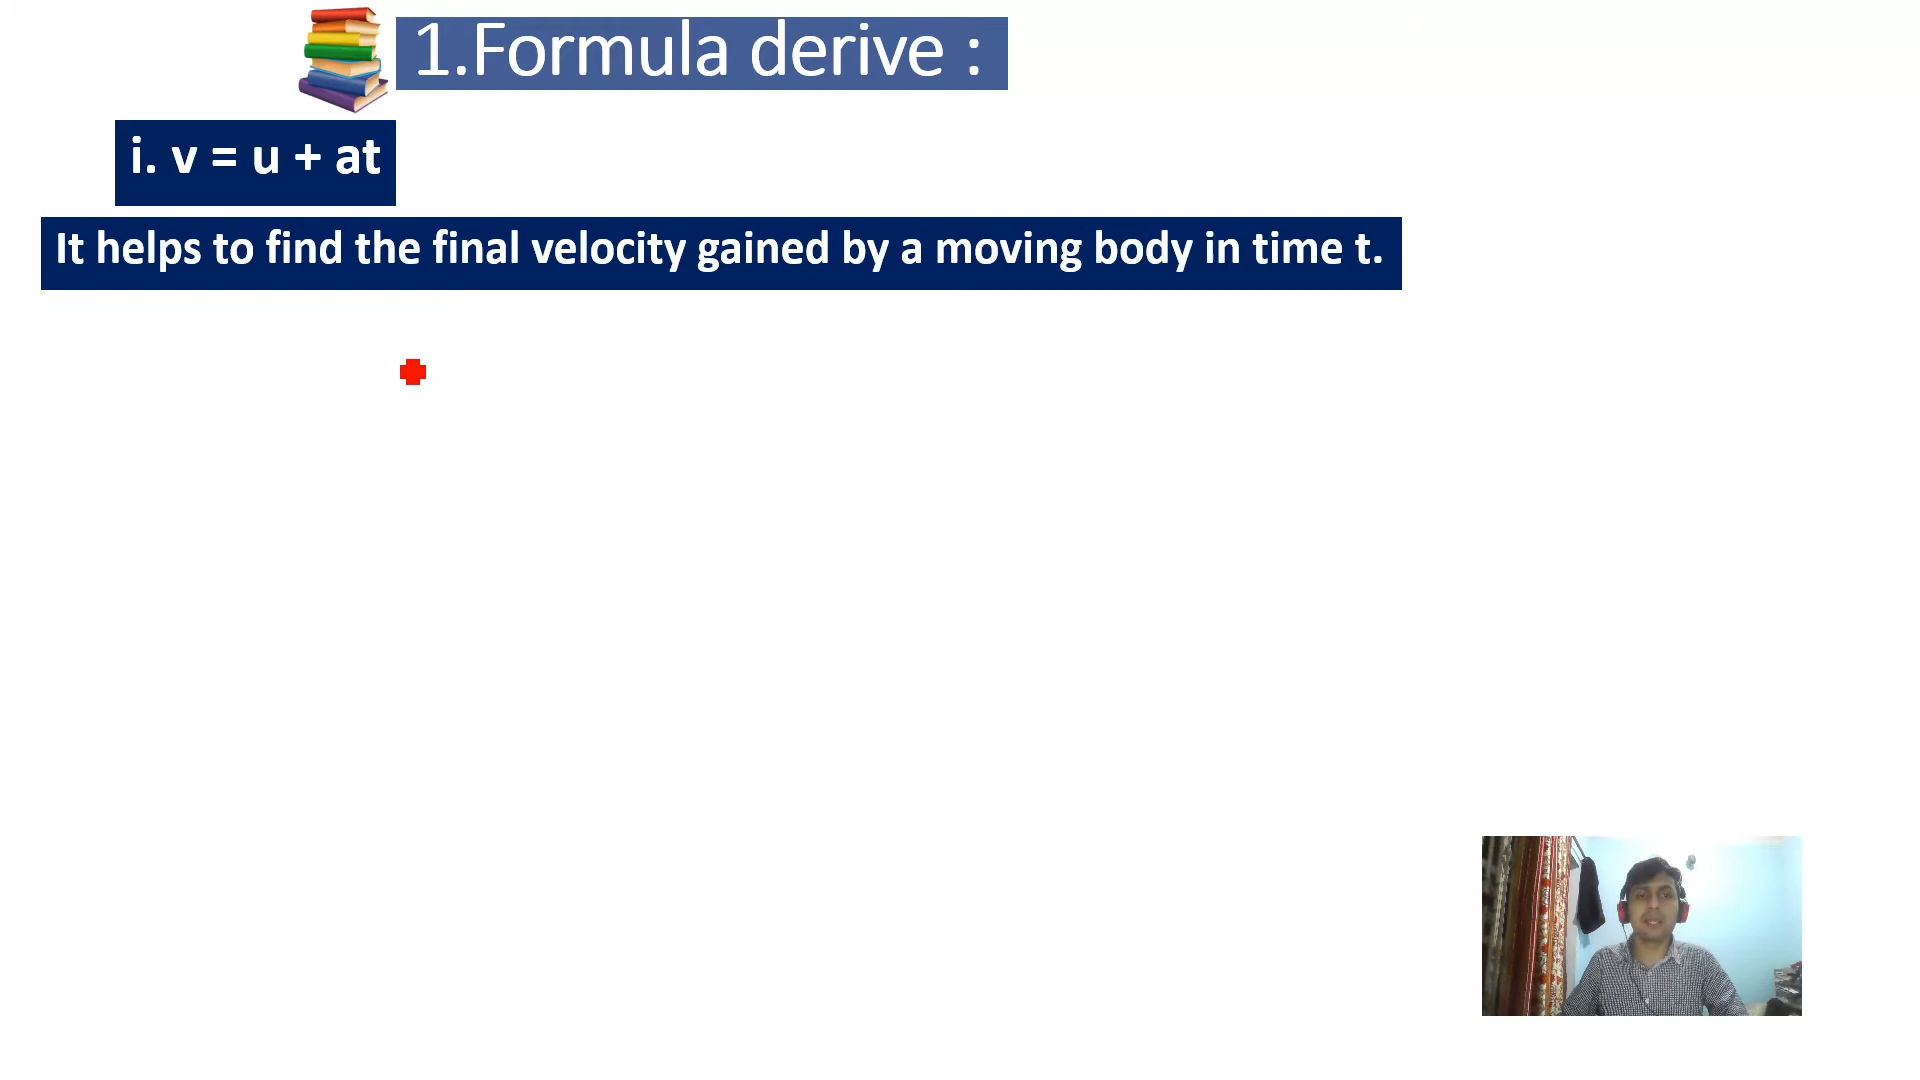 1.Formula derive :
i. v = u + at
It helps to find the final velocity gained by a moving body in time t.